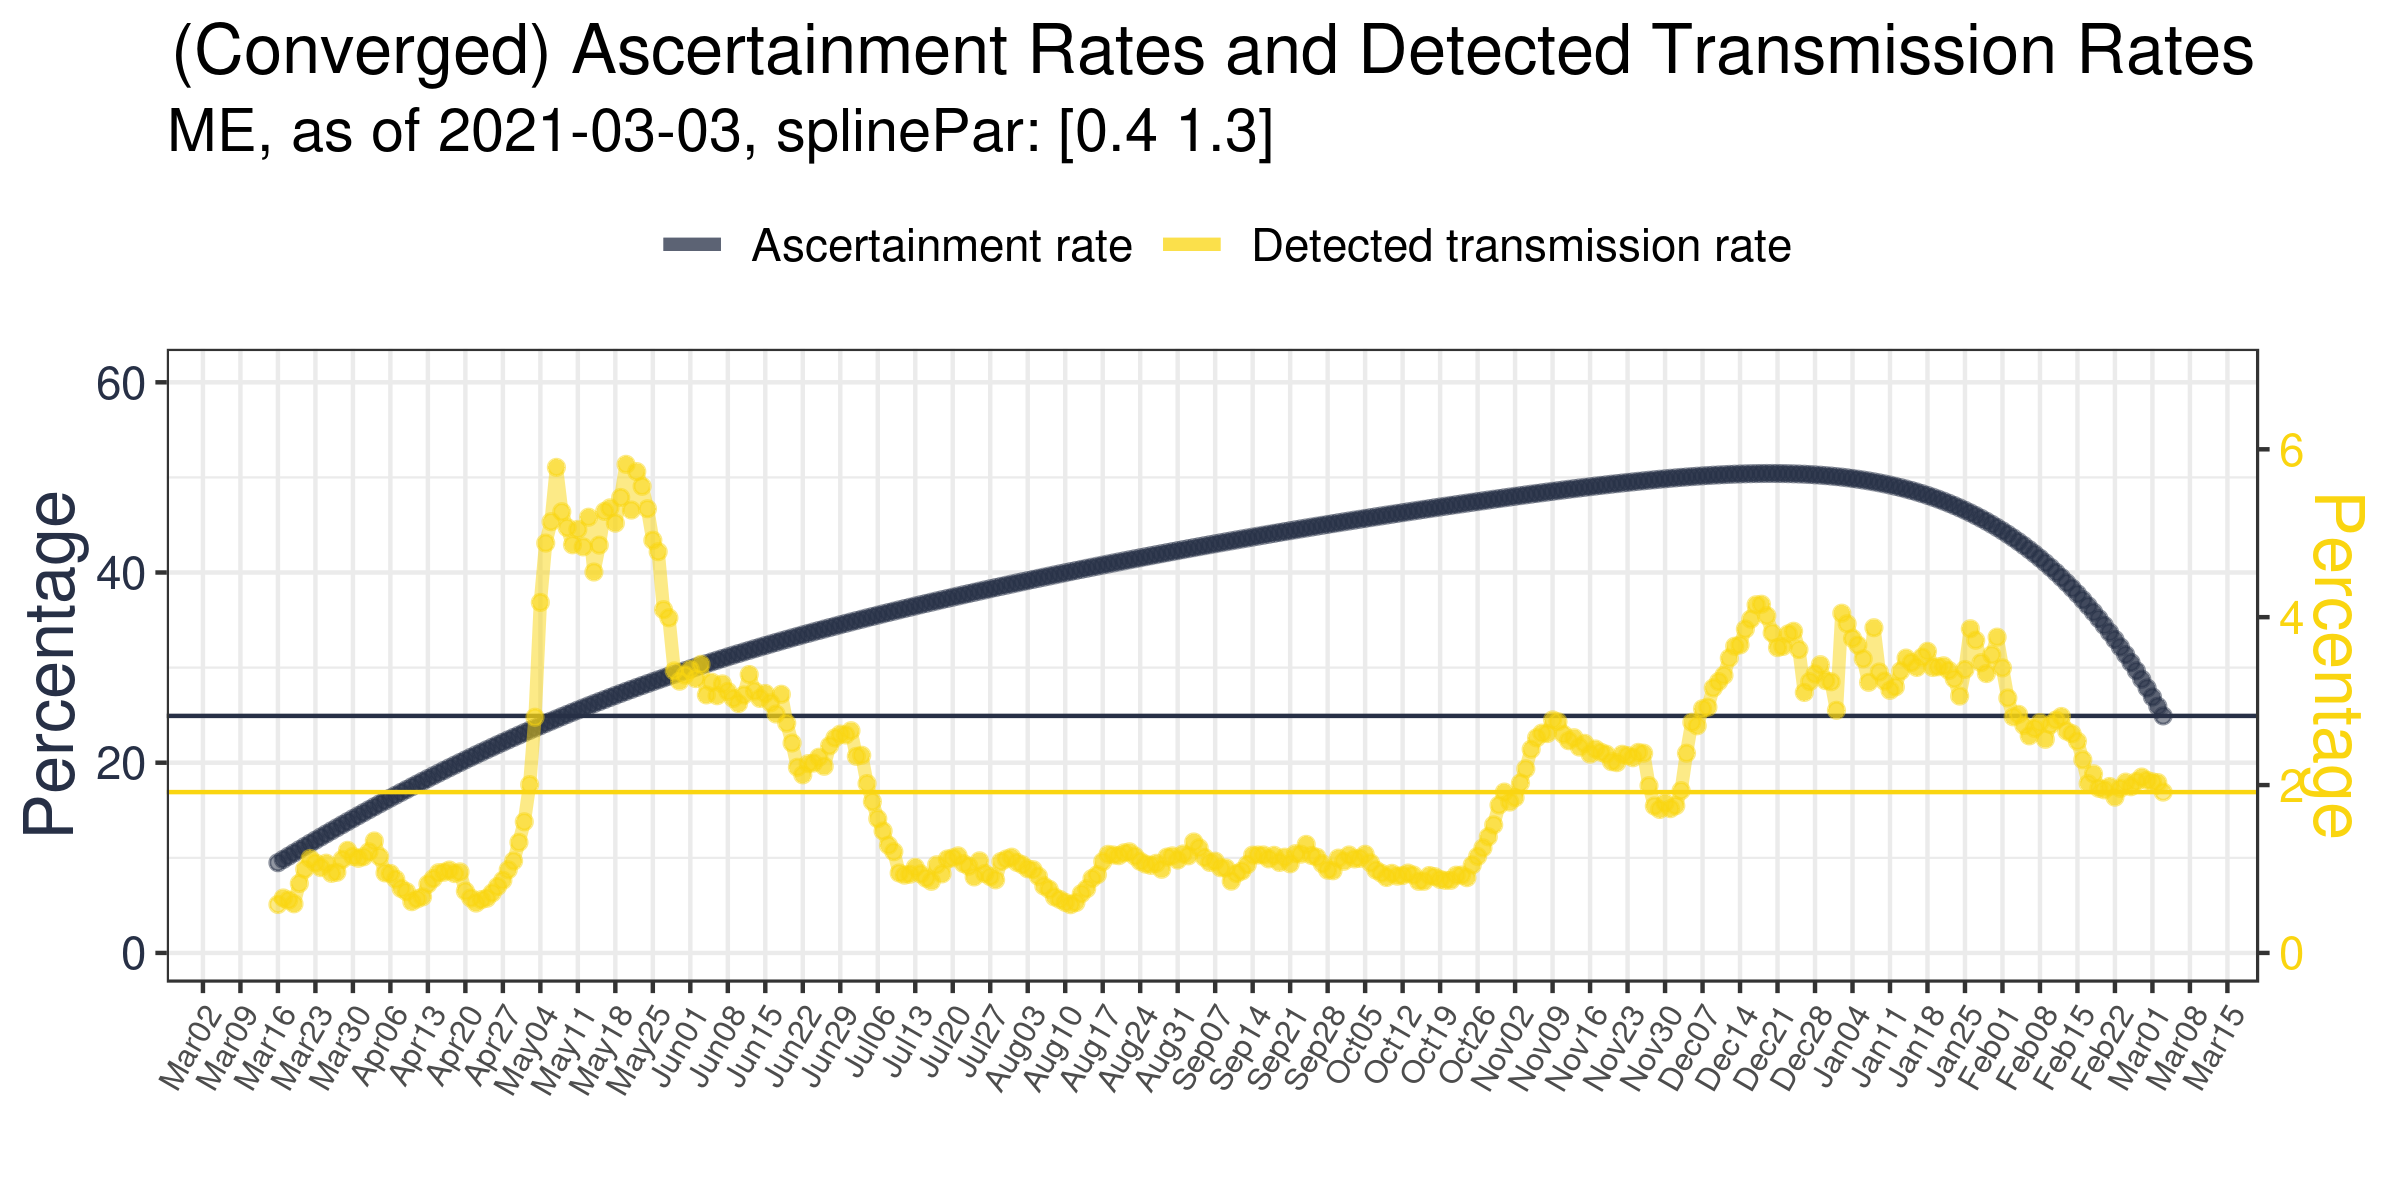 (Converged) Ascertainment Rates and Detected Transmission Rates
ME, as of 2021-03-03, splinePar: [0.4 1.3]
Ascertainment rate Detected transmission rate
Percentage
60
40
20
0
6
4
2
0
Percentage
Mar02 Mar09 Mar16 Mar23 Mar30 Apr06 Apr13 Apr20 Apr27 May04 May11 May18 May25 Jun01 Jun08 Jun15 Jun22 Jun29 Jul06 Jul13 Jul20 Jul27 Aug03 Aug10 Aug17 Aug24 Aug31 Sep07 Sep14 Sep21 Sep28 Oct05 Oct12 Oct19 Oct26 Nov02 Nov09 Nov16 Nov23 Nov30 Dec07 Dec14 Dec21 Dec28 Jan04 Jan11 Jan18 Jan25 Feb01 Feb08 Feb15 Feb22 Mar01 Mar08 Mar15